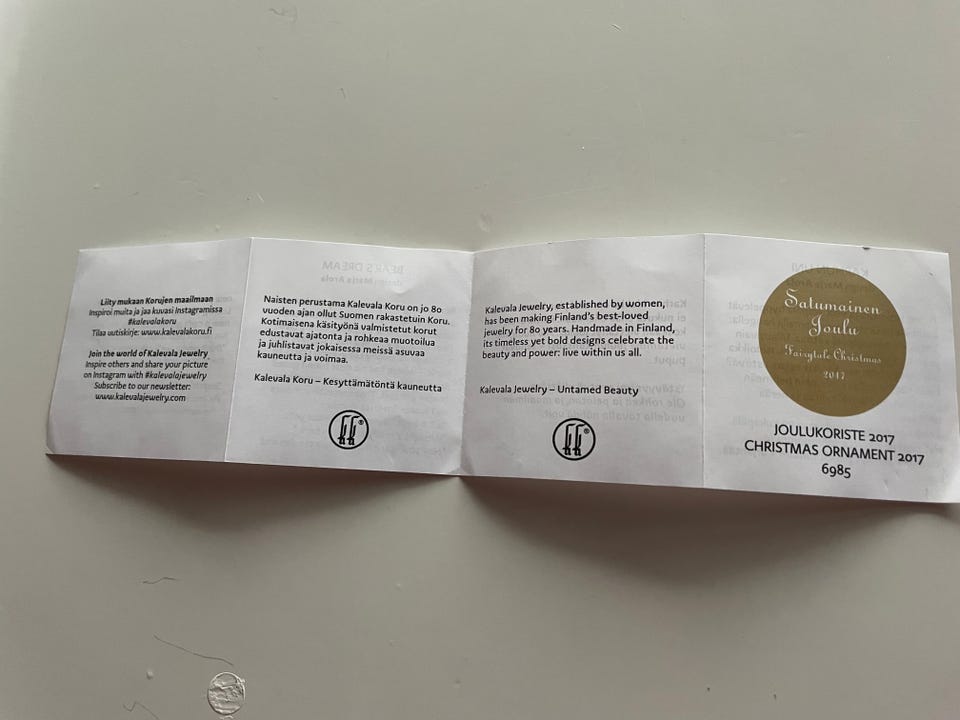 Liity mukaan Korujen maailmaan
Inspiroi muita ja jaa kuvasi Instagramissa
#kalevalakoru
Tilaa uutiskirje: www.kalevalakoru.fi
Join the world of Kalevala Jewelry
Inspire others and share your picture
on Instagram with #kalevalajewelry
Subscribe to our newsletter:
www.kalevalajewelry.com
Naisten perustama Kalevala Koru on jo 80
vuoden ajan ollut Suomen rakastetuin Koru.
Kotimaisena käsityönä valmistetut korut
edustavat ajatonta ja rohkeaa muotoilua
ja juhlistavat jokaisessa meissä asuvaa
kauneutta ja voimaa.
Kalevala Koru – Kesyttämätöntä kauneutta
®
Kalevala Jewelry, established by women,
has been making Finland's best-loved
jewelry for 80 years. Handmade in Finland,
its timeless yet bold designs celebrate the
beauty and power: live within us all.
Kalevala Jewelry – Untamed Beauty
®
Satumainen
Joulu
Fairytale Christmas
2017
JOULUKORISTE 2017
CHRISTMAS ORNAMENT 2017
6985
BEAR'S DREAM
design Marja Arola